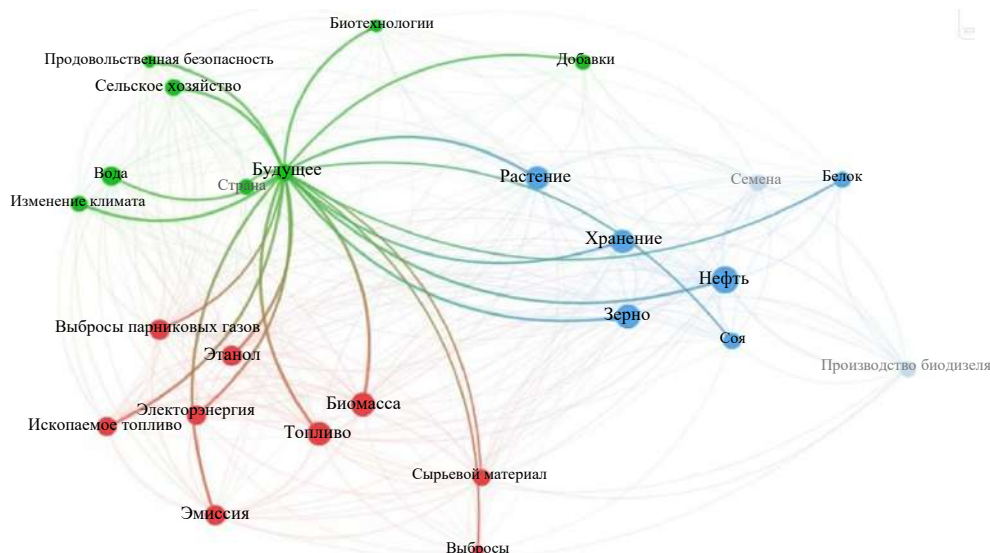 Биотехнологии
Продовольственная безопасность
Добавки
Сельское хозяйство
Будущее
Вода
Страна
Растение
Семена
Белок
Изменение климата
Хранение
Нефть
Зерно
Выбросы парниковых газов
Соя
Этанол
Производство биодизеля
Биомасса
Электорэнергия
Ископаемое топливо
Топливо
Сырьевой материал
Эмиссия
Выбросы